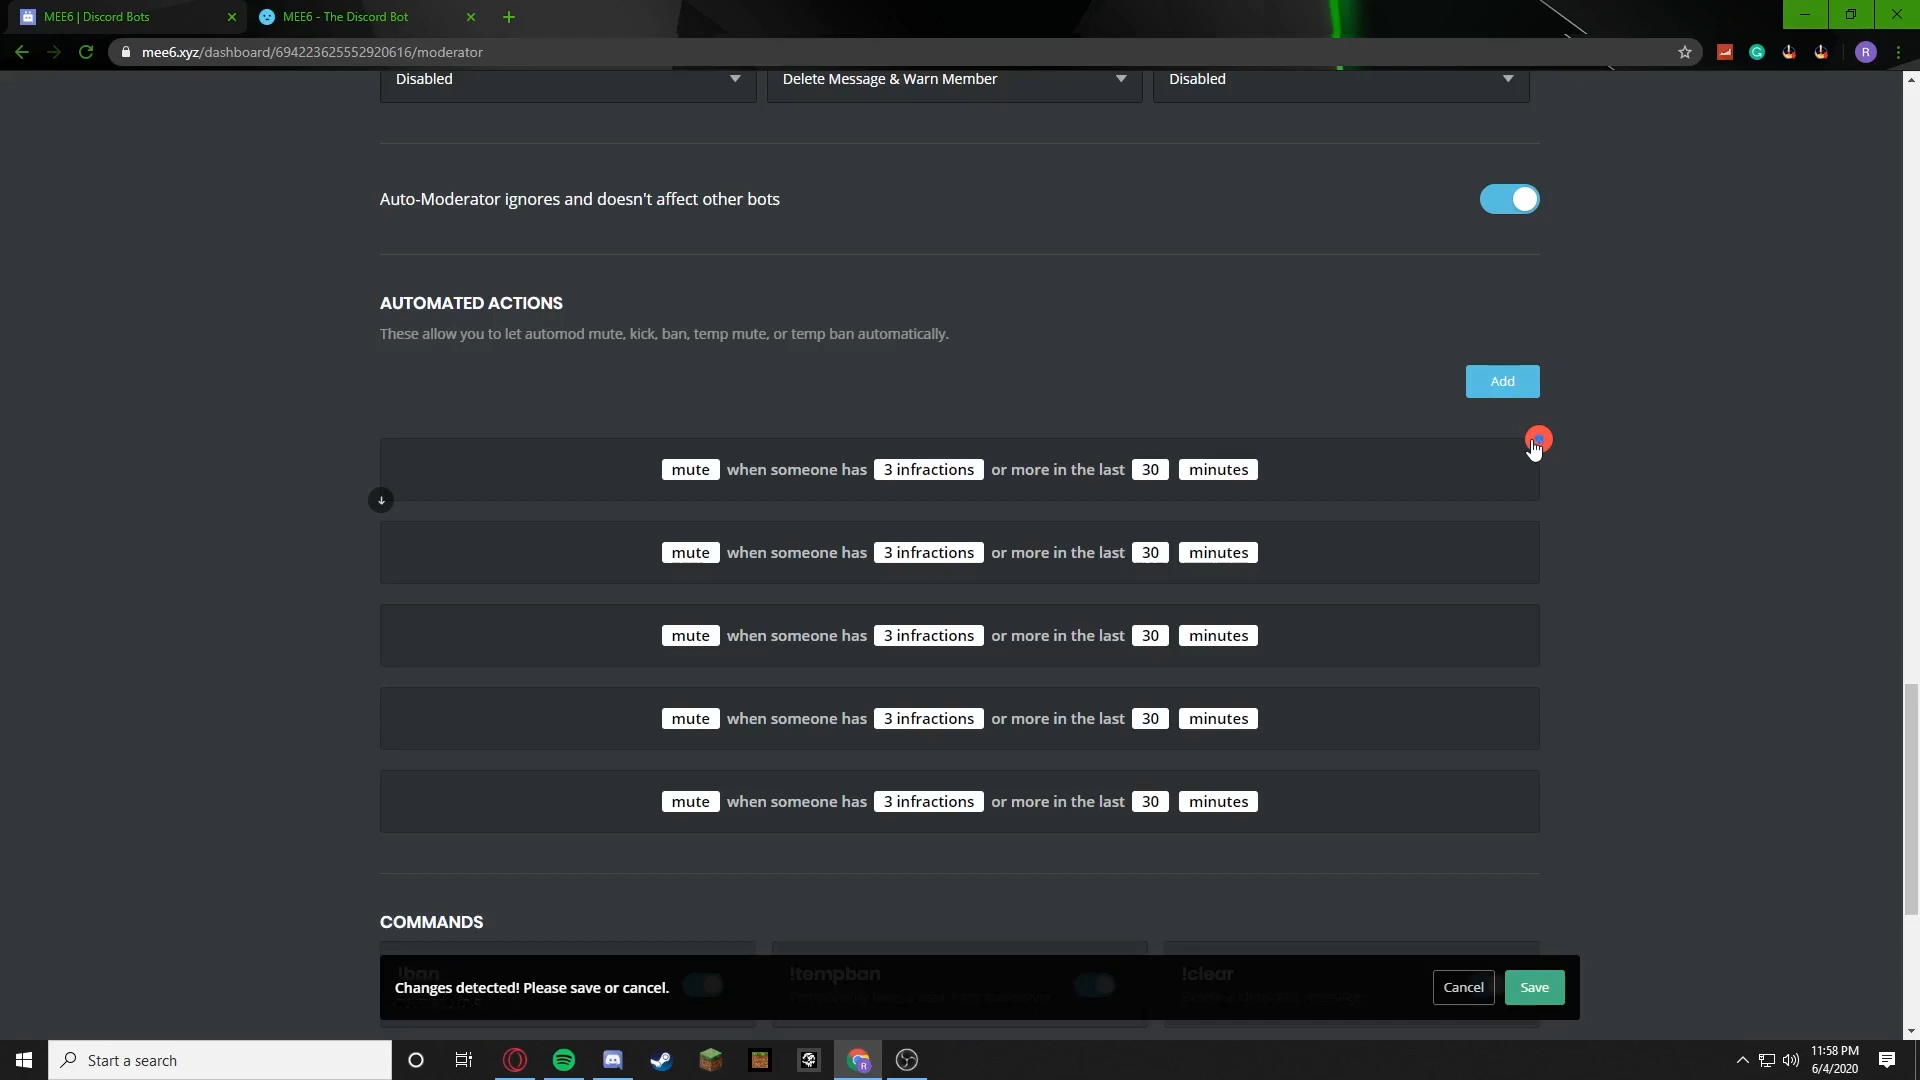 MEE6 | Discord Bots
MEE6 - The Discord Bot
mee6.xyz/dashboard/694223625552920616/moderator
R
Disabled
Delete Message & Warn Member
Disabled
Auto-Moderator ignores and doesn't affect other bots
AUTOMATED ACTIONS
These allow you to let automod mute, kick, ban, temp mute, or temp ban automatically.
Add
mute when someone has 3 infractions or more in the last 30 minutes
mute when someone has 3 infractions or more in the last 30 minutes
mute when someone has 3 infractions or more in the last 30 minutes
mute when someone has 3 infractions or more in the last 30 minutes
mute when someone has 3 infractions or more in the last 30 minutes
COMMANDS
!ban
!tempban
!clear
Changes detected! Please save or cancel.
Cancel
Save
Start a search
11:58 PM
6/4/2020